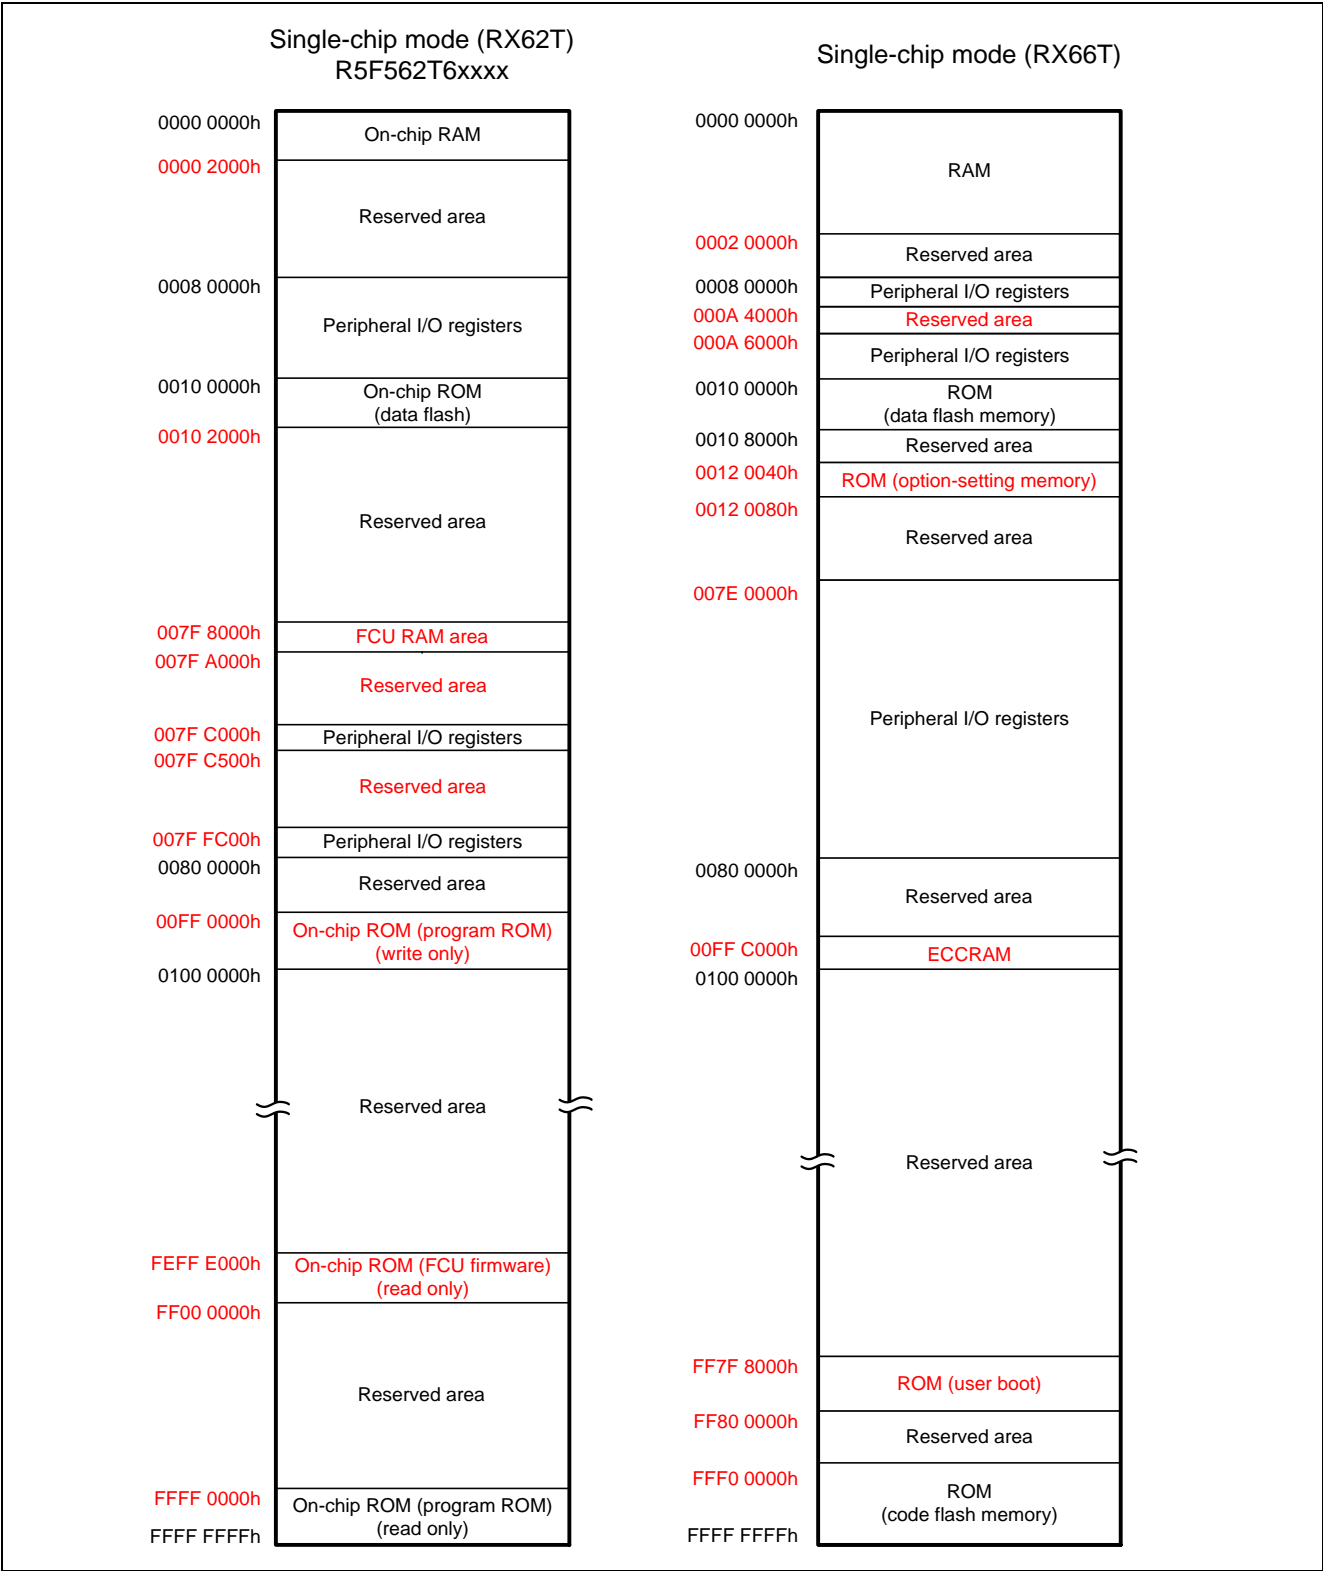 Single-chip mode (RX62T)
R5F562T6xxxx
0000 0000h
On-chip RAM
0000 2000h
Reserved area
0008 0000h
Peripheral I/O registers
0010 0000h
On-chip ROM
(data flash)
0010 2000h
Reserved area
007F 8000h
FCU RAM area
007F A000h
Reserved area
007F C000h
Peripheral I/O registers
007F C500h
Reserved area
007F FC00h
Peripheral I/O registers
0080 0000h
Reserved area
00FF 0000h
On-chip ROM (program ROM)
(write only)
0100 0000h
Reserved area
FEFF E000h
On-chip ROM (FCU firmware)
(read only)
FF00 0000h
Reserved area
FFFF 0000h
On-chip ROM (program ROM)
(read only)
FFFF FFFFh
Single-chip mode (RX66T)
0000 0000h
RAM
0002 0000h
Reserved area
0008 0000h
Peripheral I/O registers
000A 4000h
Reserved area
000A 6000h
Peripheral I/O registers
0010 0000h
ROM
(data flash memory)
0010 8000h
Reserved area
0012 0040h
ROM (option-setting memory)
0012 0080h
Reserved area
007E 0000h
Peripheral I/O registers
0080 0000h
Reserved area
00FF C000h
ECCRAM
0100 0000h
Reserved area
FF7F 8000h
ROM (user boot)
FF80 0000h
Reserved area
FFF0 0000h
ROM
(code flash memory)
FFFF FFFFh